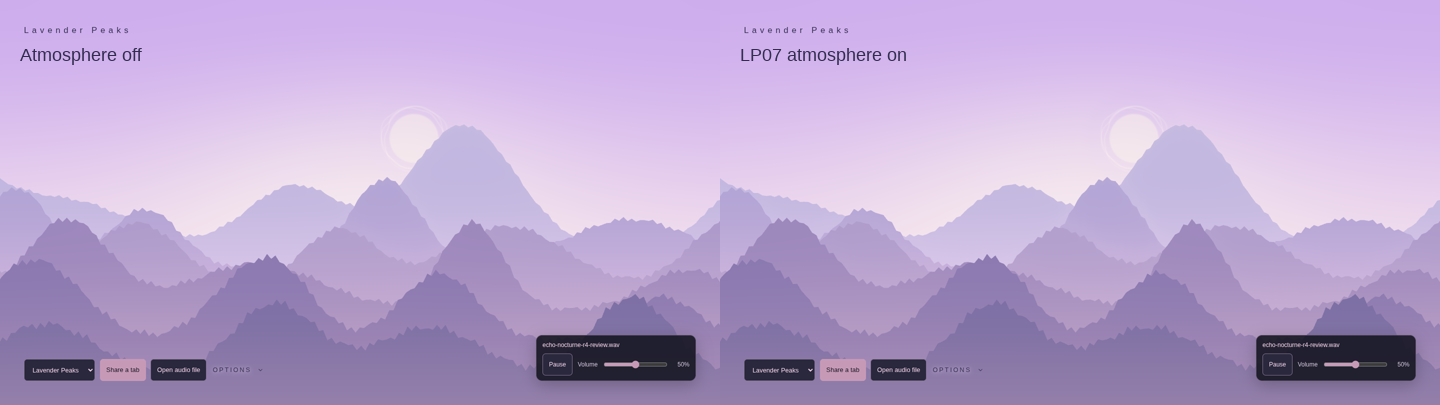 Lavender Peaks
Atmosphere off
echo-nocturne-r4-review.wav
Pause Volume 50%
Lavender Peaks Share a tab Open audio file OPTIONS
Lavender Peaks
LP07 atmosphere on
echo-nocturne-r4-review.wav
Pause Volume 50%
Lavender Peaks Share a tab Open audio file OPTIONS